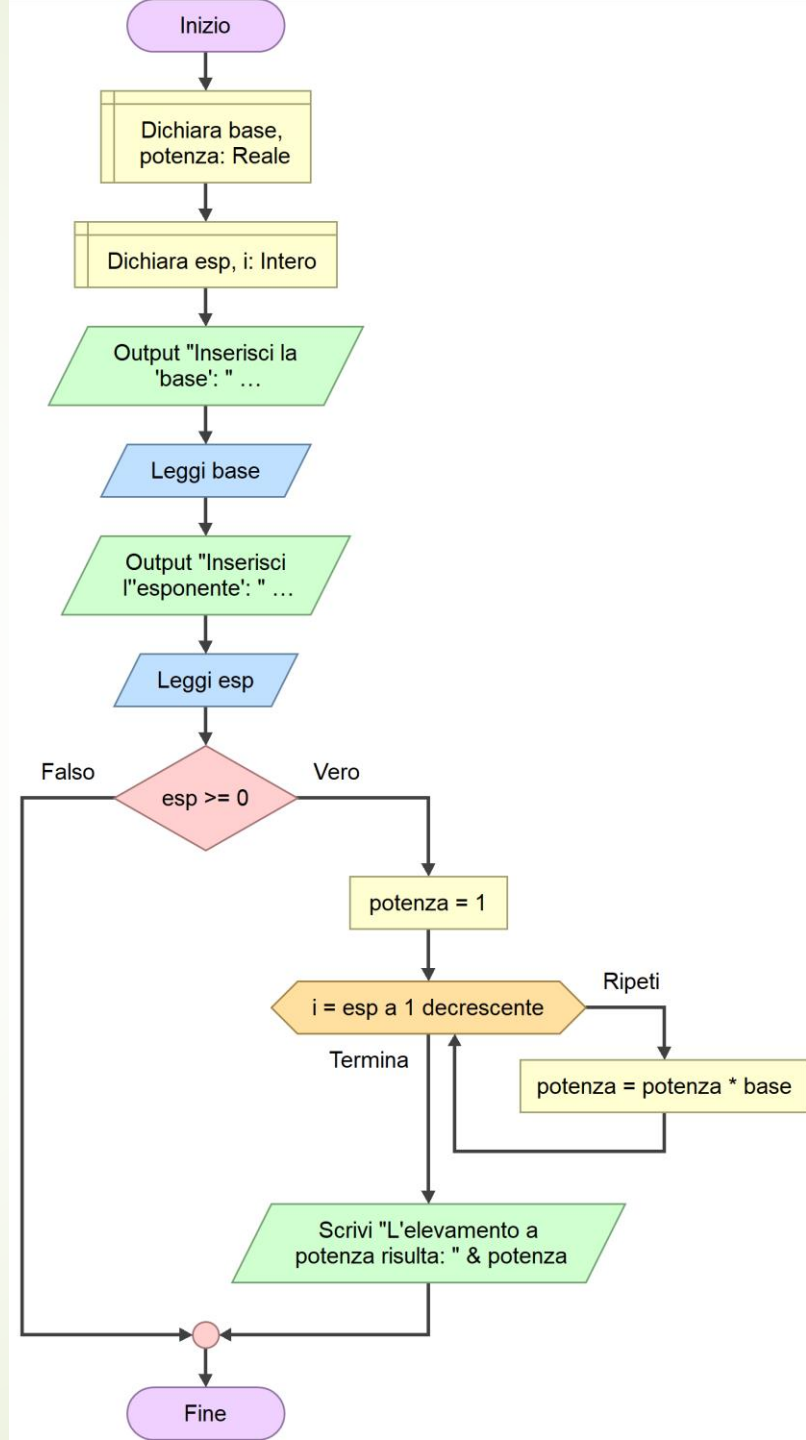 Inizio
Dichiara base,
potenza: Reale
Dichiara esp, i: Intero
Output "Inserisci la
'base': " …
Leggi base
Output "Inserisci
l''esponente': " …
Leggi esp
Falso
esp >= 0
Vero
potenza = 1
i = esp a 1 decrescente
Ripeti
Termina
potenza = potenza * base
Scrivi "L'elevamento a
potenza risulta: " & potenza
Fine